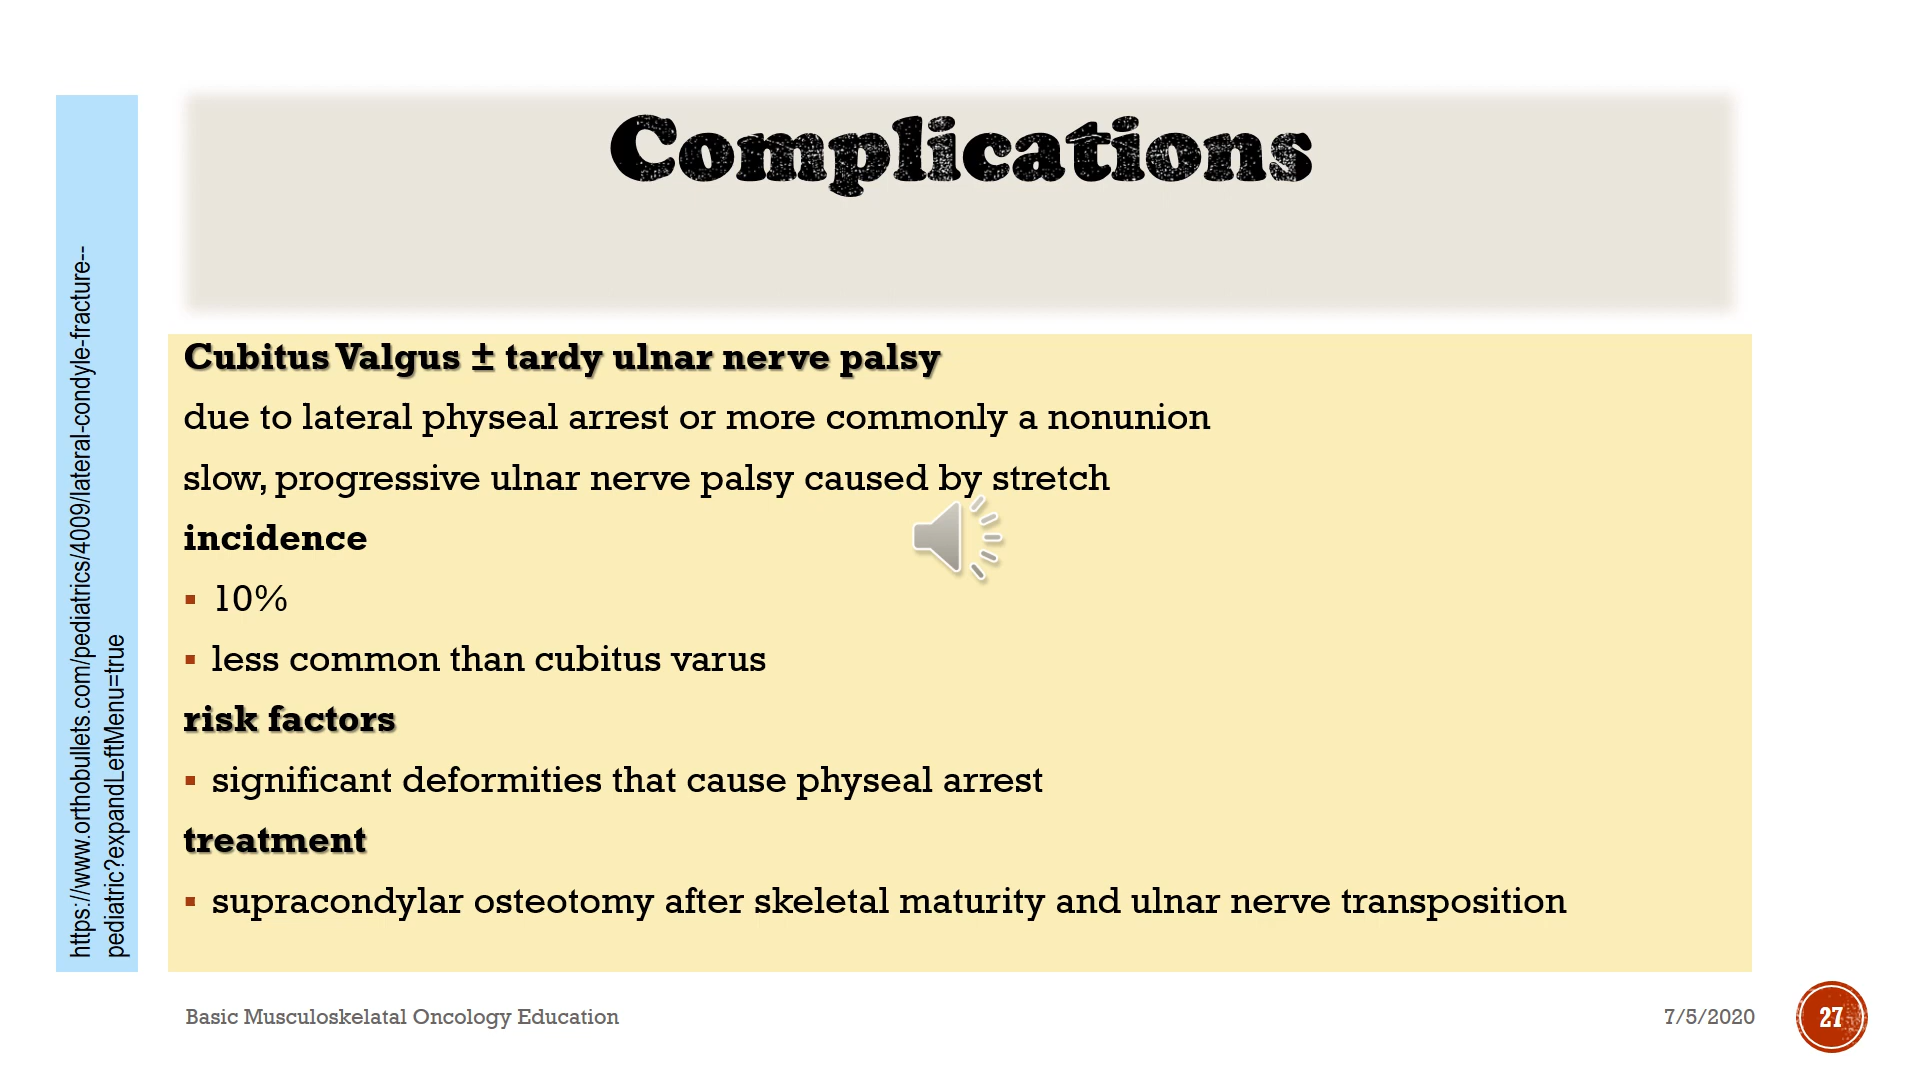 Complications
https://www.orthobullets.com/pediatrics/4009/lateral-condyle-fracture--
pediatric?expandLeftMenu=true
Cubitus Valgus ± tardy ulnar nerve palsy
due to lateral physeal arrest or more commonly a nonunion
slow, progressive ulnar nerve palsy caused by stretch
incidence
▪ 10%
▪ less common than cubitus varus
risk factors
▪ significant deformities that cause physeal arrest
treatment
▪ supracondylar osteotomy after skeletal maturity and ulnar nerve transposition
Basic Musculoskelatal Oncology Education
7/5/2020
27